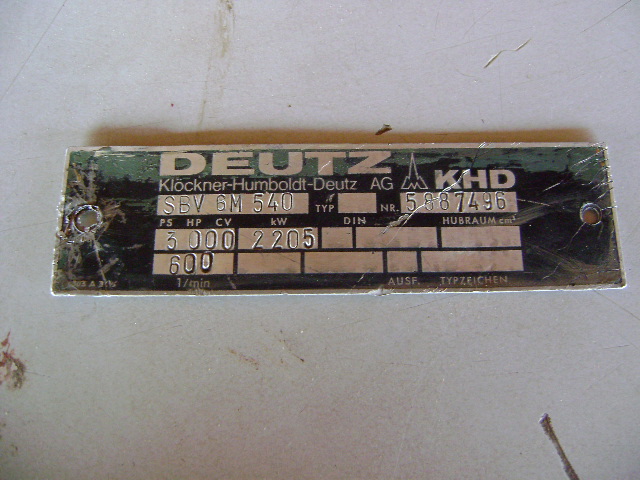 DEUTZ
Klöckner-Humboldt-Deutz AG KHD
SBV 6M 540 TYP NR. 5887496
PS HP CV kW DIN HUBRAUM cm³
3 000 2205
600
1/min AUSF. TYPZEICHEN